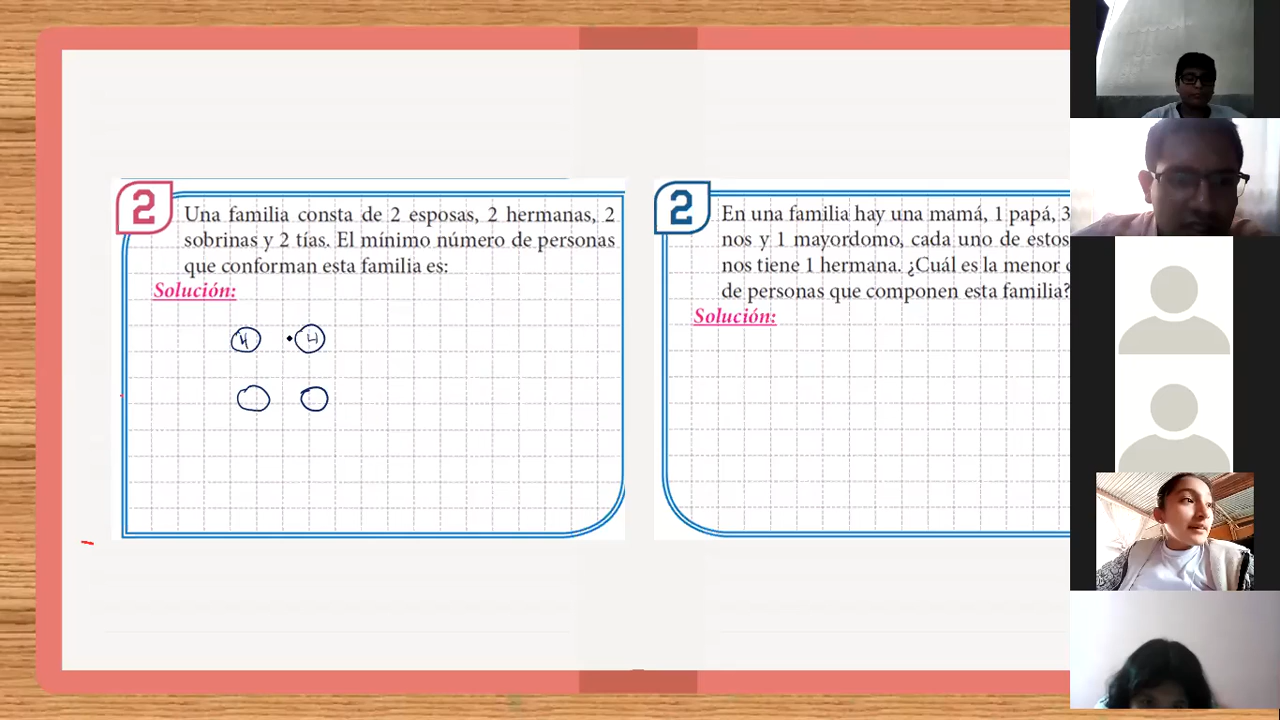 2
Una familia consta de 2 esposas, 2 hermanas, 2
sobrinas y 2 tías. El mínimo número de personas
que conforman esta familia es:
Solución:
H H
2
En una familia hay una mamá, 1 papá, 3
nos y 1 mayordomo, cada uno de estos
nos tiene 1 hermana. ¿Cuál es la menor
de personas que componen esta familia?
Solución: